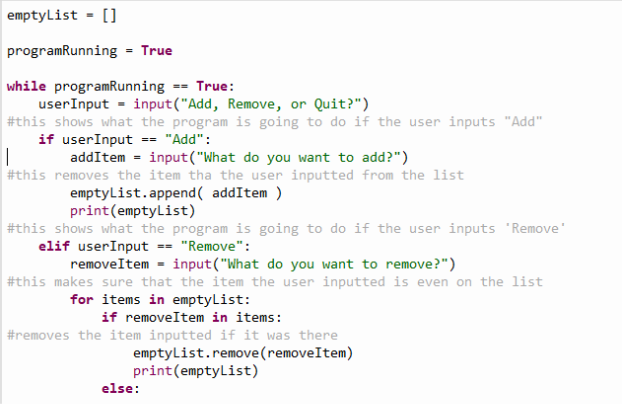 emptyList = []
programRunning = True
while programRunning == True:
    userInput = input("Add, Remove, or Quit?")
#this shows what the program is going to do if the user inputs "Add"
    if userInput == "Add":
        addItem = input("What do you want to add?")
#this removes the item tha the user inputted from the list
        emptyList.append( addItem )
        print(emptyList)
#this shows what the program is going to do if the user inputs 'Remove'
    elif userInput == "Remove":
        removeItem = input("What do you want to remove?")
#this makes sure that the item the user inputted is even on the list
        for items in emptyList:
            if removeItem in items:
#removes the item inputted if it was there
                emptyList.remove(removeItem)
                print(emptyList)
            else: